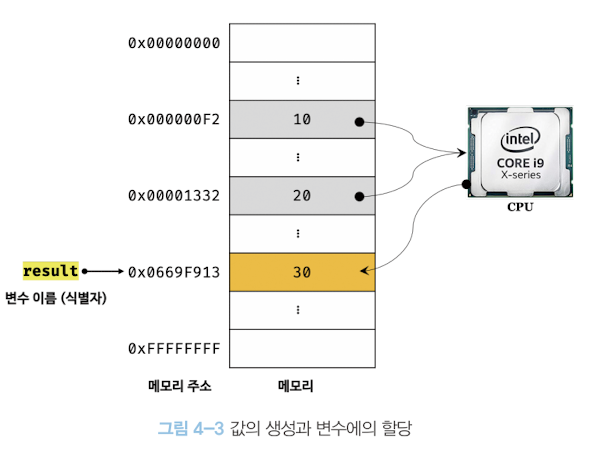 0x00000000
⋮
0x000000F2 10
⋮
0x00001332 20
⋮
result 0x0669F913 30
변수 이름 (식별자)
⋮
0xFFFFFFFF
메모리 주소 메모리
intel
CORE i9
X-series
CPU
그림 4-3 값의 생성과 변수에의 할당